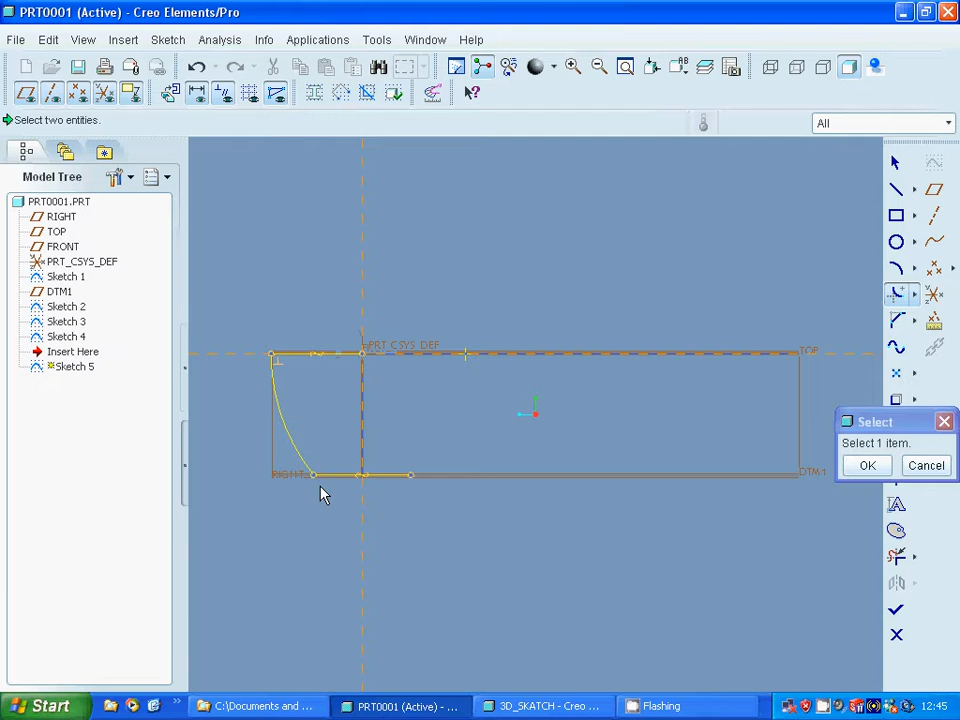 PRT0001 (Active) - Creo Elements/Pro
File Edit View Insert Sketch Analysis Info Applications Tools Window Help
Select two entities.
All
Model Tree
PRT0001.PRT
RIGHT
TOP
FRONT
PRT_CSYS_DEF
Sketch 1
DTM1
Sketch 2
Sketch 3
Sketch 4
Insert Here
Sketch 5
PRT_CSYS_DEF
TOP
RIGHT
DTM1
Select
Select 1 item.
OK Cancel
Start
C:\Documents and ...
PRT0001 (Active) - ...
3D_SKATCH - Creo ...
Flashing
12:45